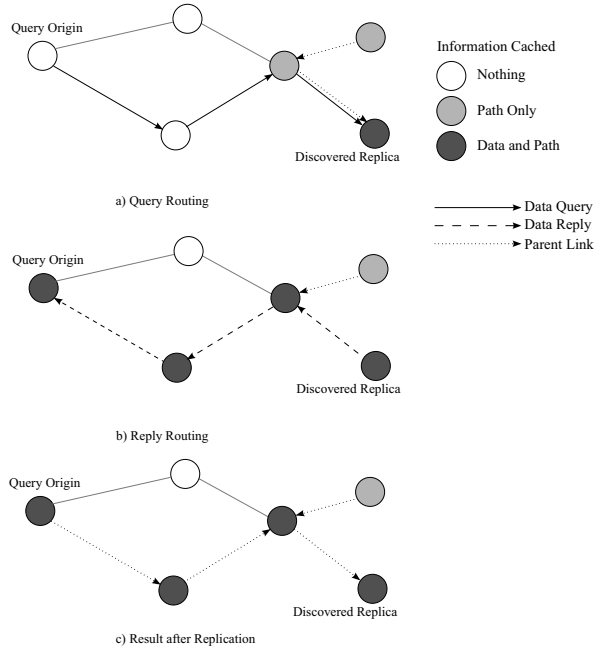 Query Origin
Information Cached
Nothing
Path Only
Data and Path
Discovered Replica
a) Query Routing
Data Query
Data Reply
Parent Link
Query Origin
Discovered Replica
b) Reply Routing
Query Origin
Discovered Replica
c) Result after Replication